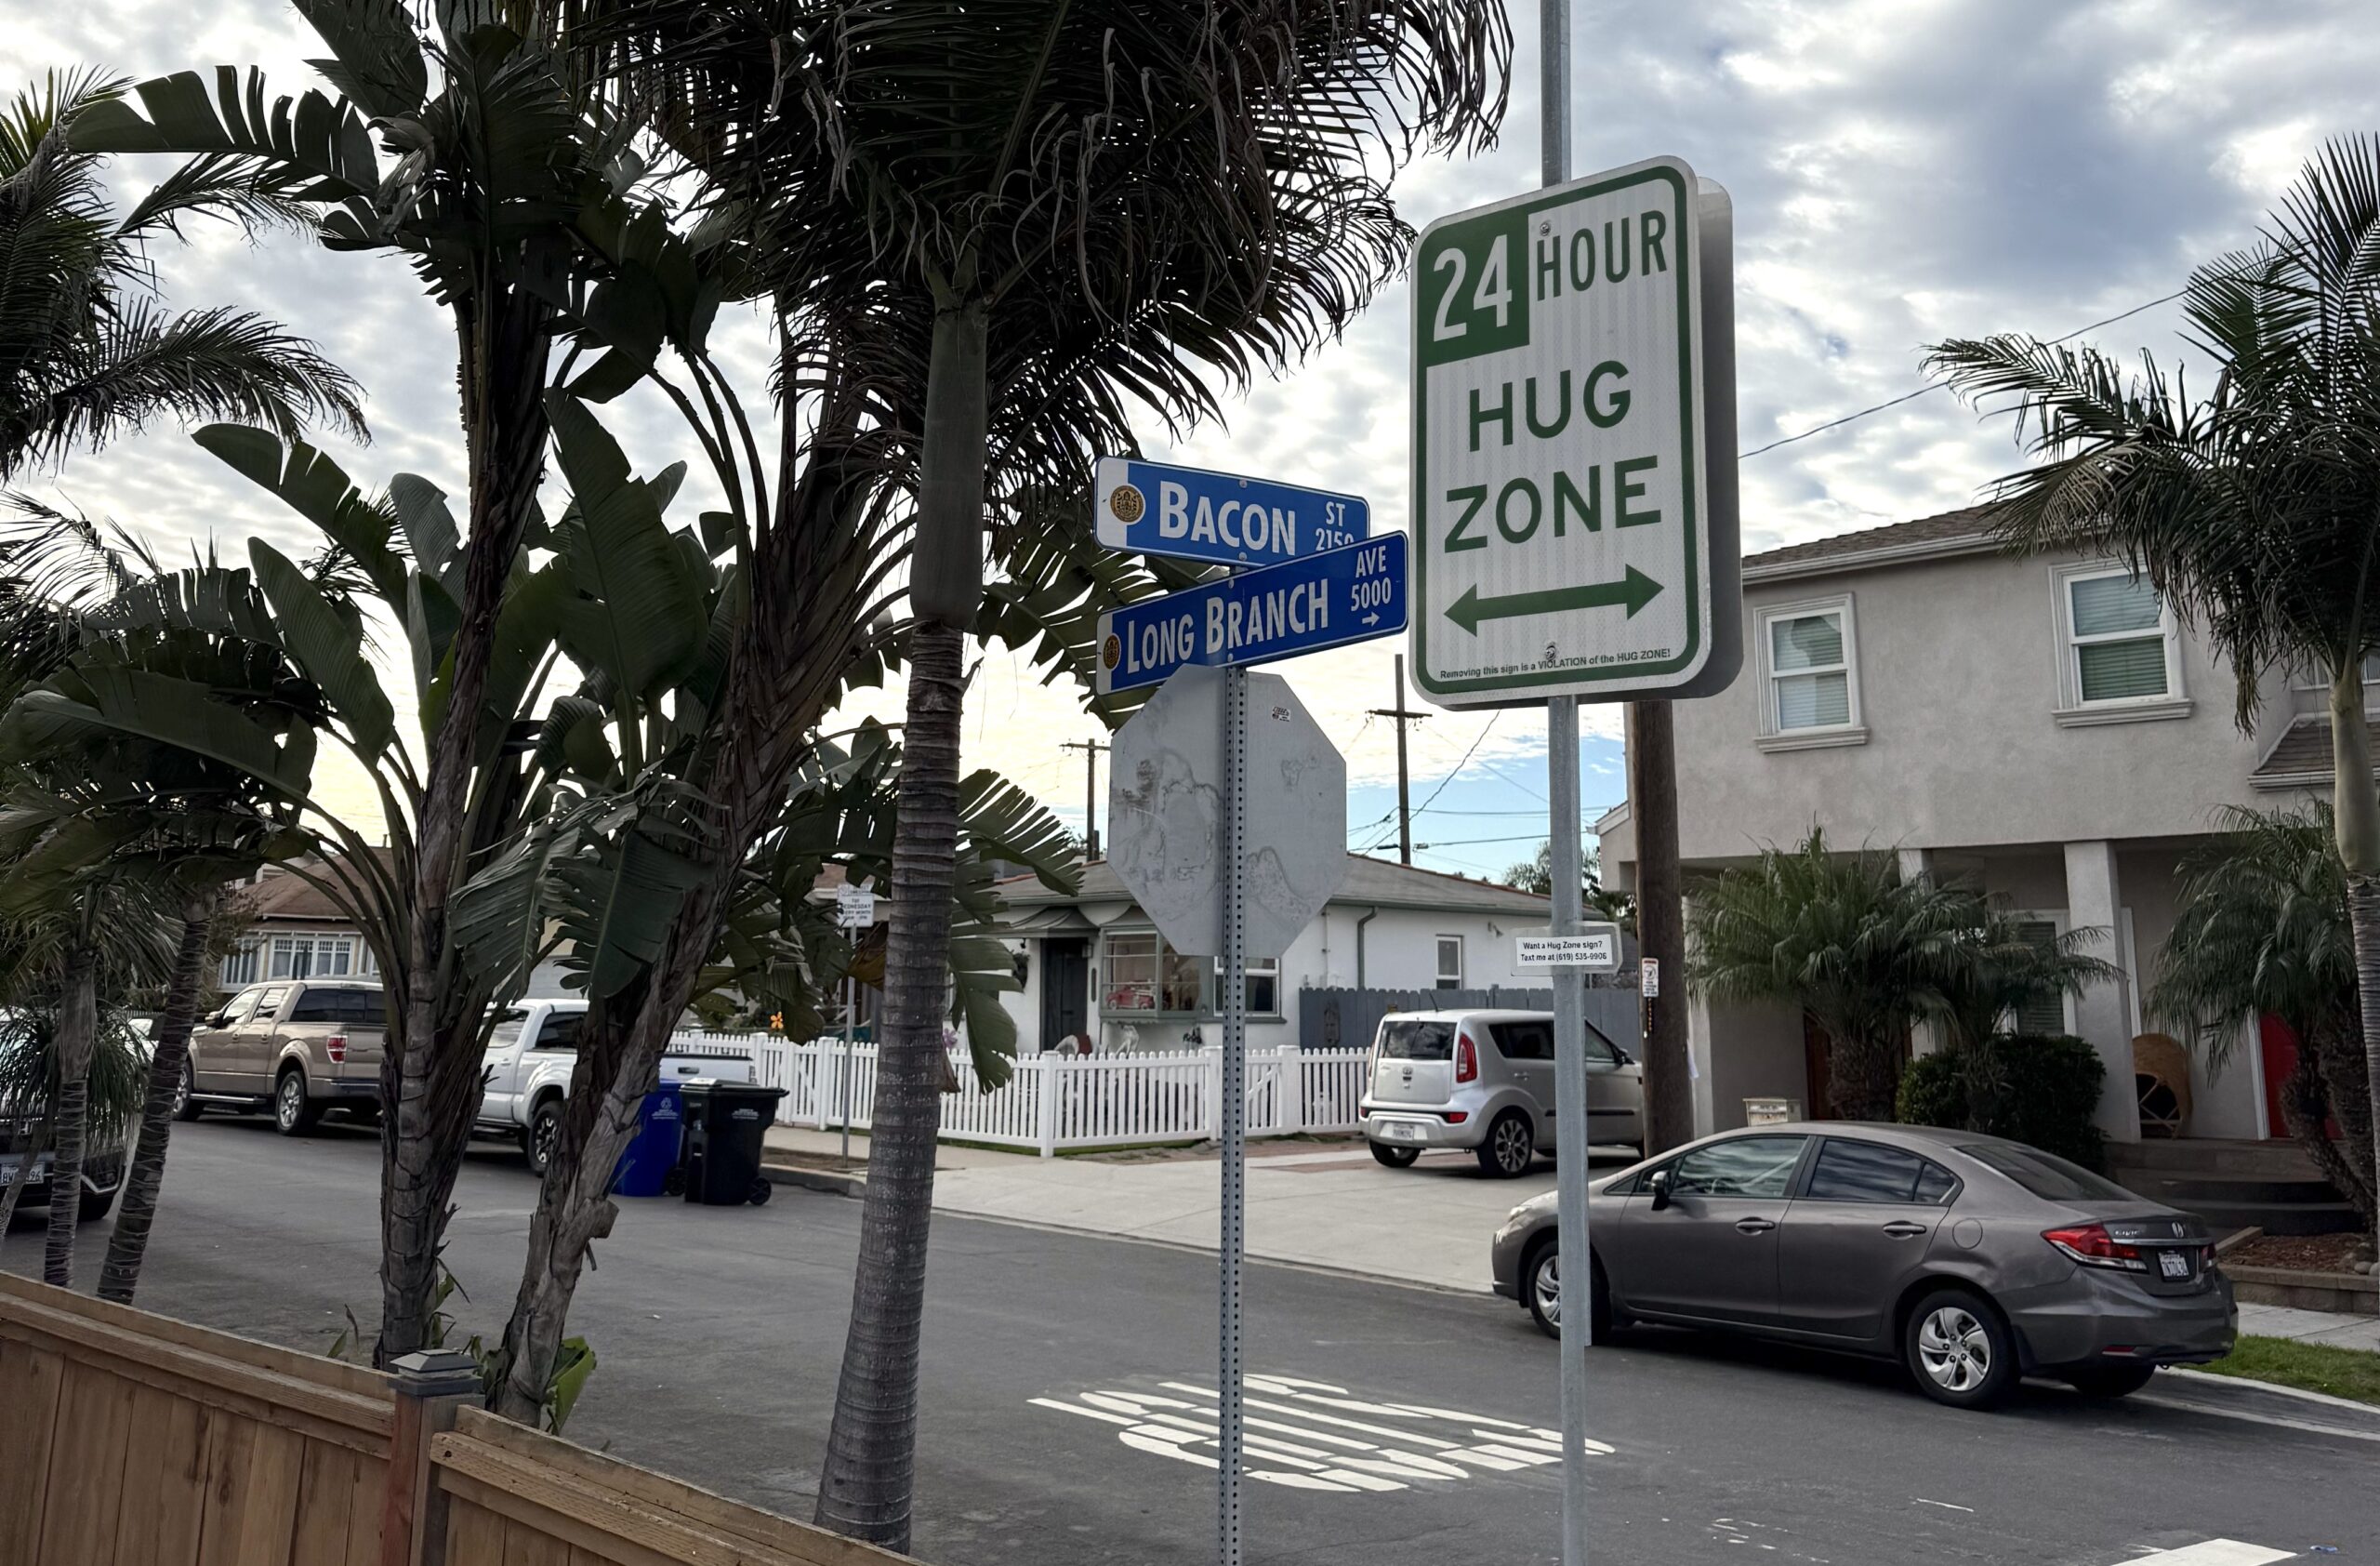 24 HOUR
HUG
ZONE
Removing this sign is a VIOLATION of the HUG ZONE!
BACON ST
2150
LONG BRANCH AVE
5000
Want a Hug Zone sign?
Text me at (619) 535-9906